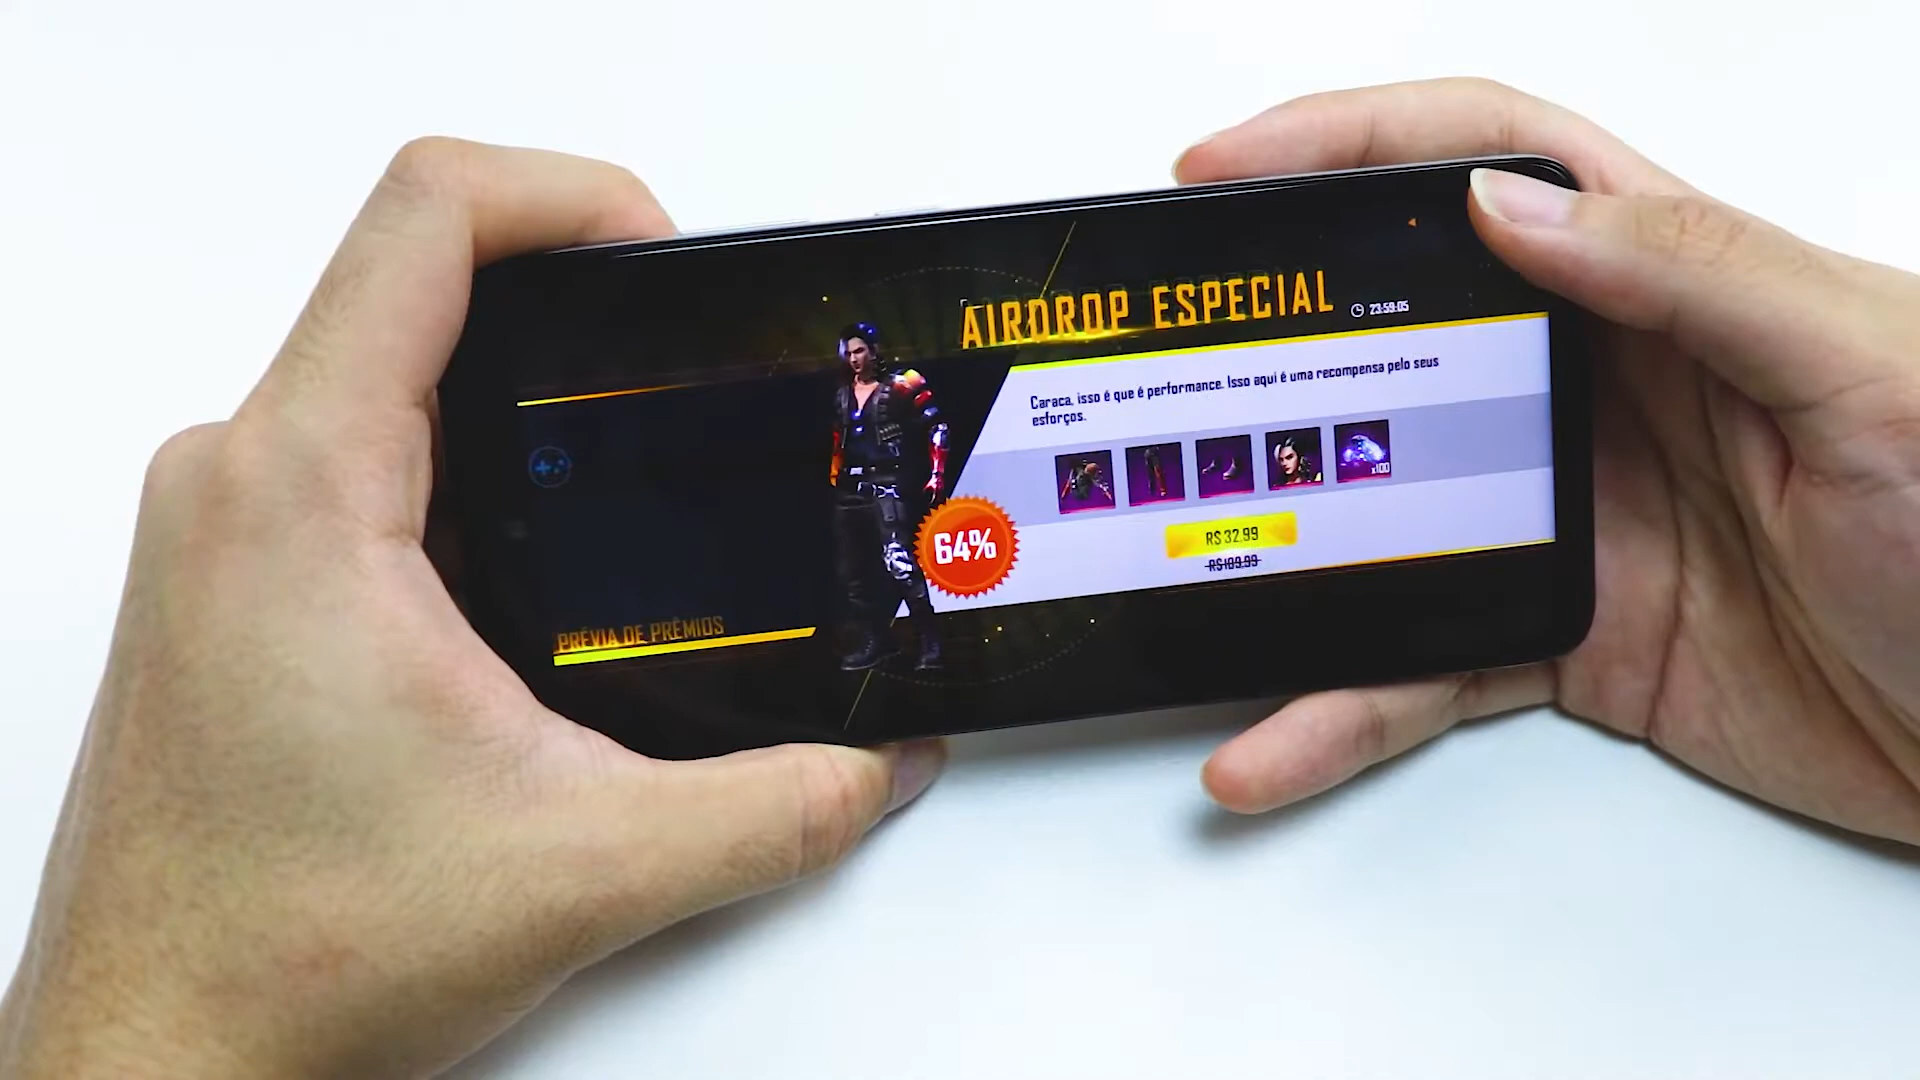 AIRDROP ESPECIAL
23:59:05
Caraca, isso é que é performance. Isso aqui é uma recompensa pelo seus
esforços.
x100
64%
R$ 32.99
R$109.99
PRÉVIA DE PRÊMIOS